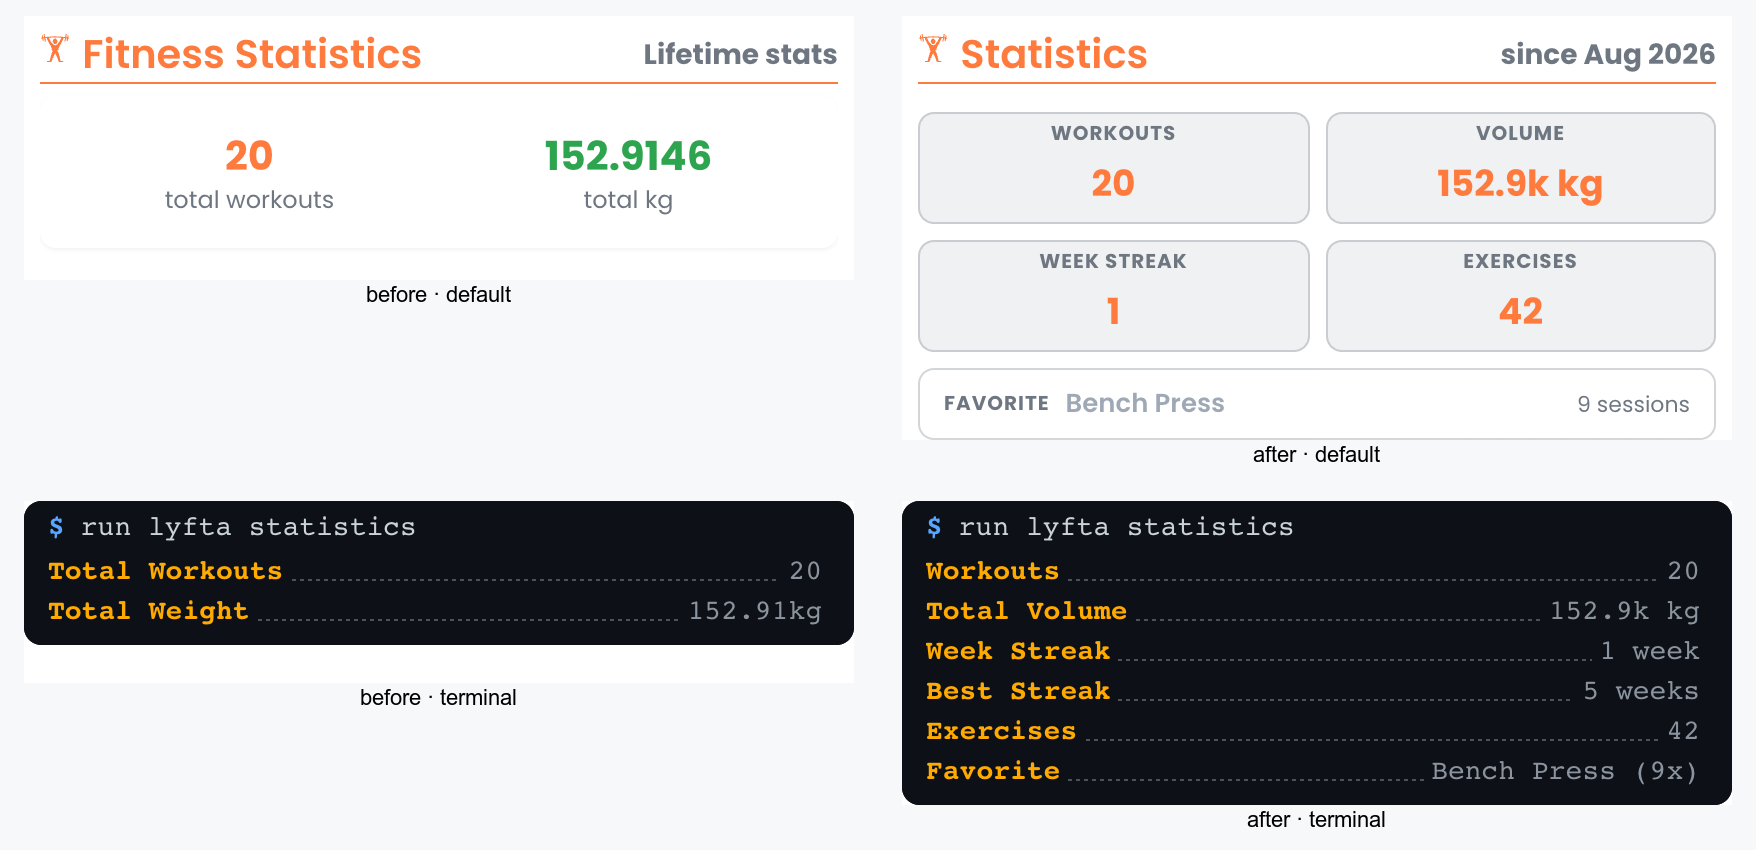 Fitness Statistics
Lifetime stats
20
total workouts
152.9146
total kg
before · default
Statistics
since Aug 2026
WORKOUTS
20
VOLUME
152.9k kg
WEEK STREAK
1
EXERCISES
42
FAVORITE Bench Press 9 sessions
after · default
$ run lyfta statistics
Total Workouts 20
Total Weight 152.91kg
before · terminal
$ run lyfta statistics
Workouts 20
Total Volume 152.9k kg
Week Streak 1 week
Best Streak 5 weeks
Exercises 42
Favorite Bench Press (9x)
after · terminal